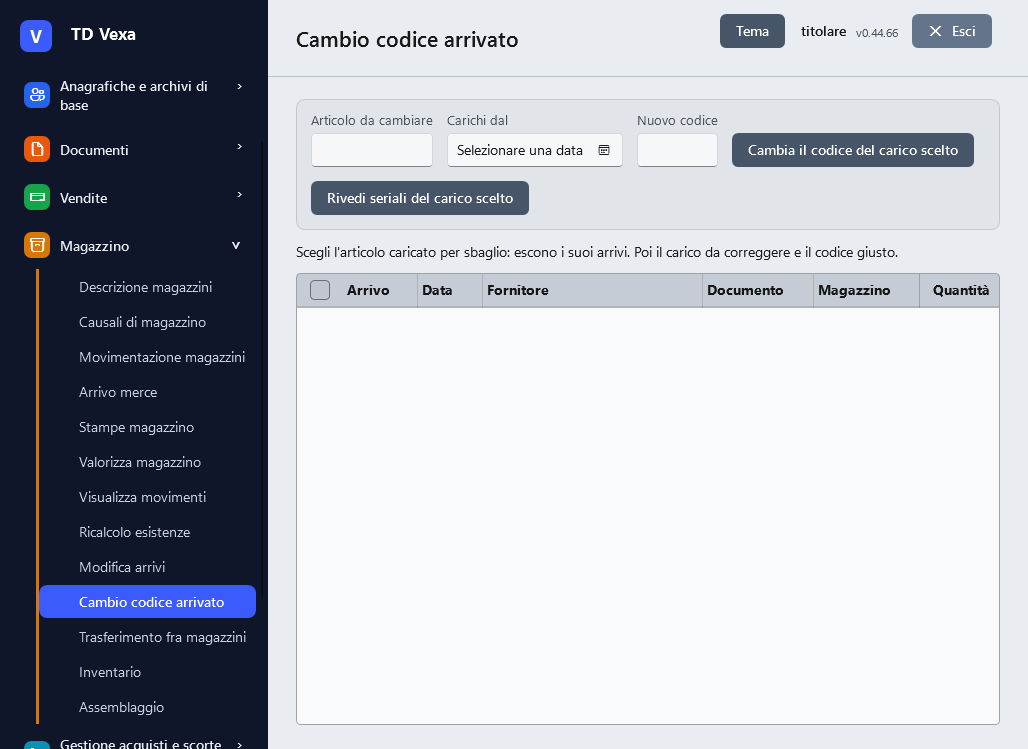 V TD Vexa
Anagrafiche e archivi di
base
Documenti
Vendite
Magazzino
Descrizione magazzini
Causali di magazzino
Movimentazione magazzini
Arrivo merce
Stampe magazzino
Valorizza magazzino
Visualizza movimenti
Ricalcolo esistenze
Modifica arrivi
Cambio codice arrivato
Trasferimento fra magazzini
Inventario
Assemblaggio
Gestione acquisti e scorte
Cambio codice arrivato
Tema titolare v0.44.66 Esci
Articolo da cambiare Carichi dal Nuovo codice
Selezionare una data Cambia il codice del carico scelto
Rivedi seriali del carico scelto
Scegli l'articolo caricato per sbaglio: escono i suoi arrivi. Poi il carico da correggere e il codice giusto.
Arrivo Data Fornitore Documento Magazzino Quantità